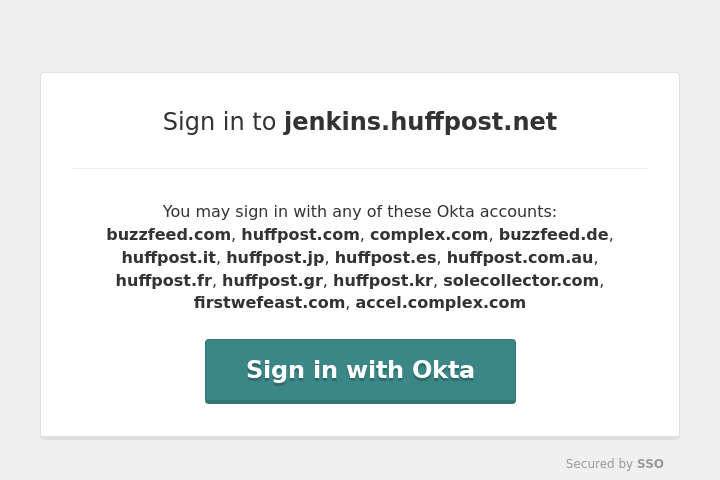 Sign in to jenkins.huffpost.net
You may sign in with any of these Okta accounts:
buzzfeed.com, huffpost.com, complex.com, buzzfeed.de,
huffpost.it, huffpost.jp, huffpost.es, huffpost.com.au,
huffpost.fr, huffpost.gr, huffpost.kr, solecollector.com,
firstwefeast.com, accel.complex.com
Sign in with Okta
Secured by SSO